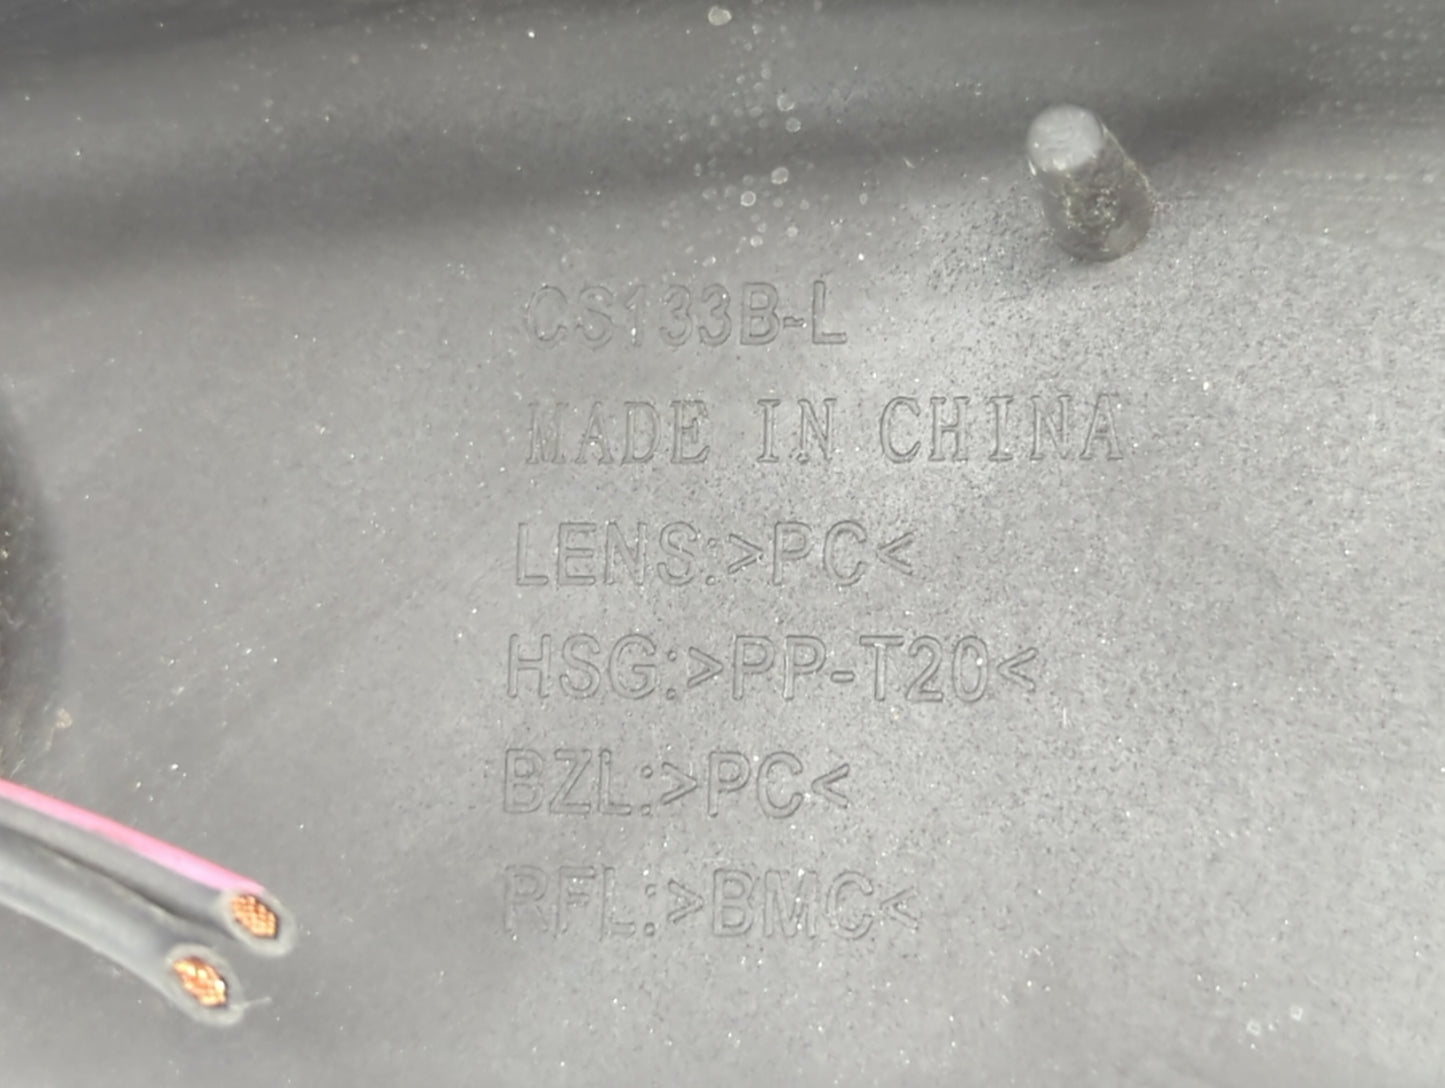 CS133B-L
MADE IN CHINA
LENS:>PC<
HSG:>PP-T20<
BZL:>PC<
RFL:>BMC<